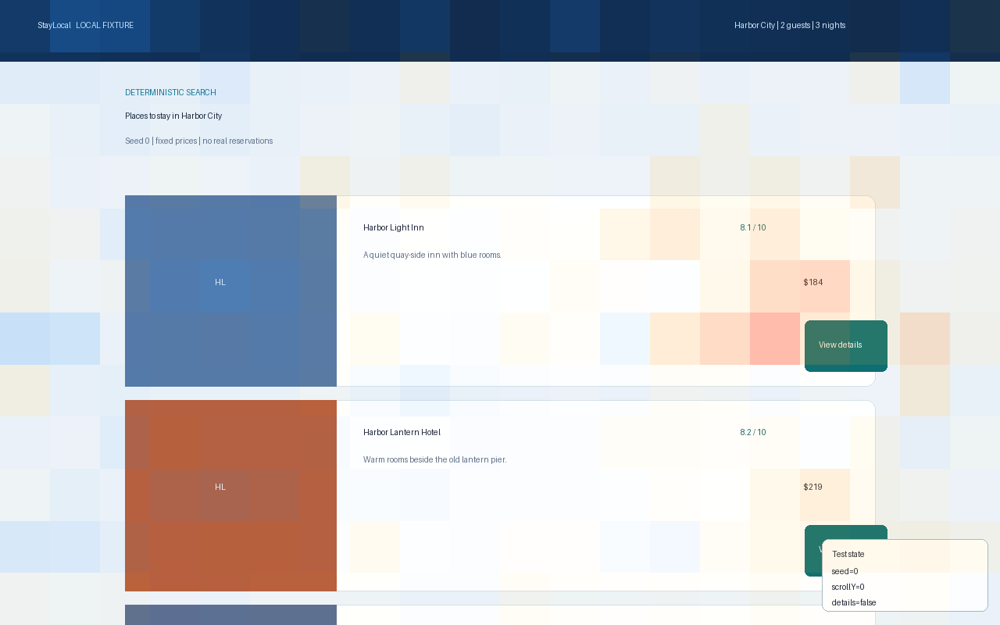 StayLocal LOCAL FIXTURE
Harbor City | 2 guests | 3 nights
DETERMINISTIC SEARCH
Places to stay in Harbor City
Seed 0 | fixed prices | no real reservations
Harbor Light Inn
8.1 / 10
A quiet quay-side inn with blue rooms.
HL
$184
View details
Harbor Lantern Hotel
8.2 / 10
Warm rooms beside the old lantern pier.
HL
$219
Test state
seed=0
scrollY=0
details=false